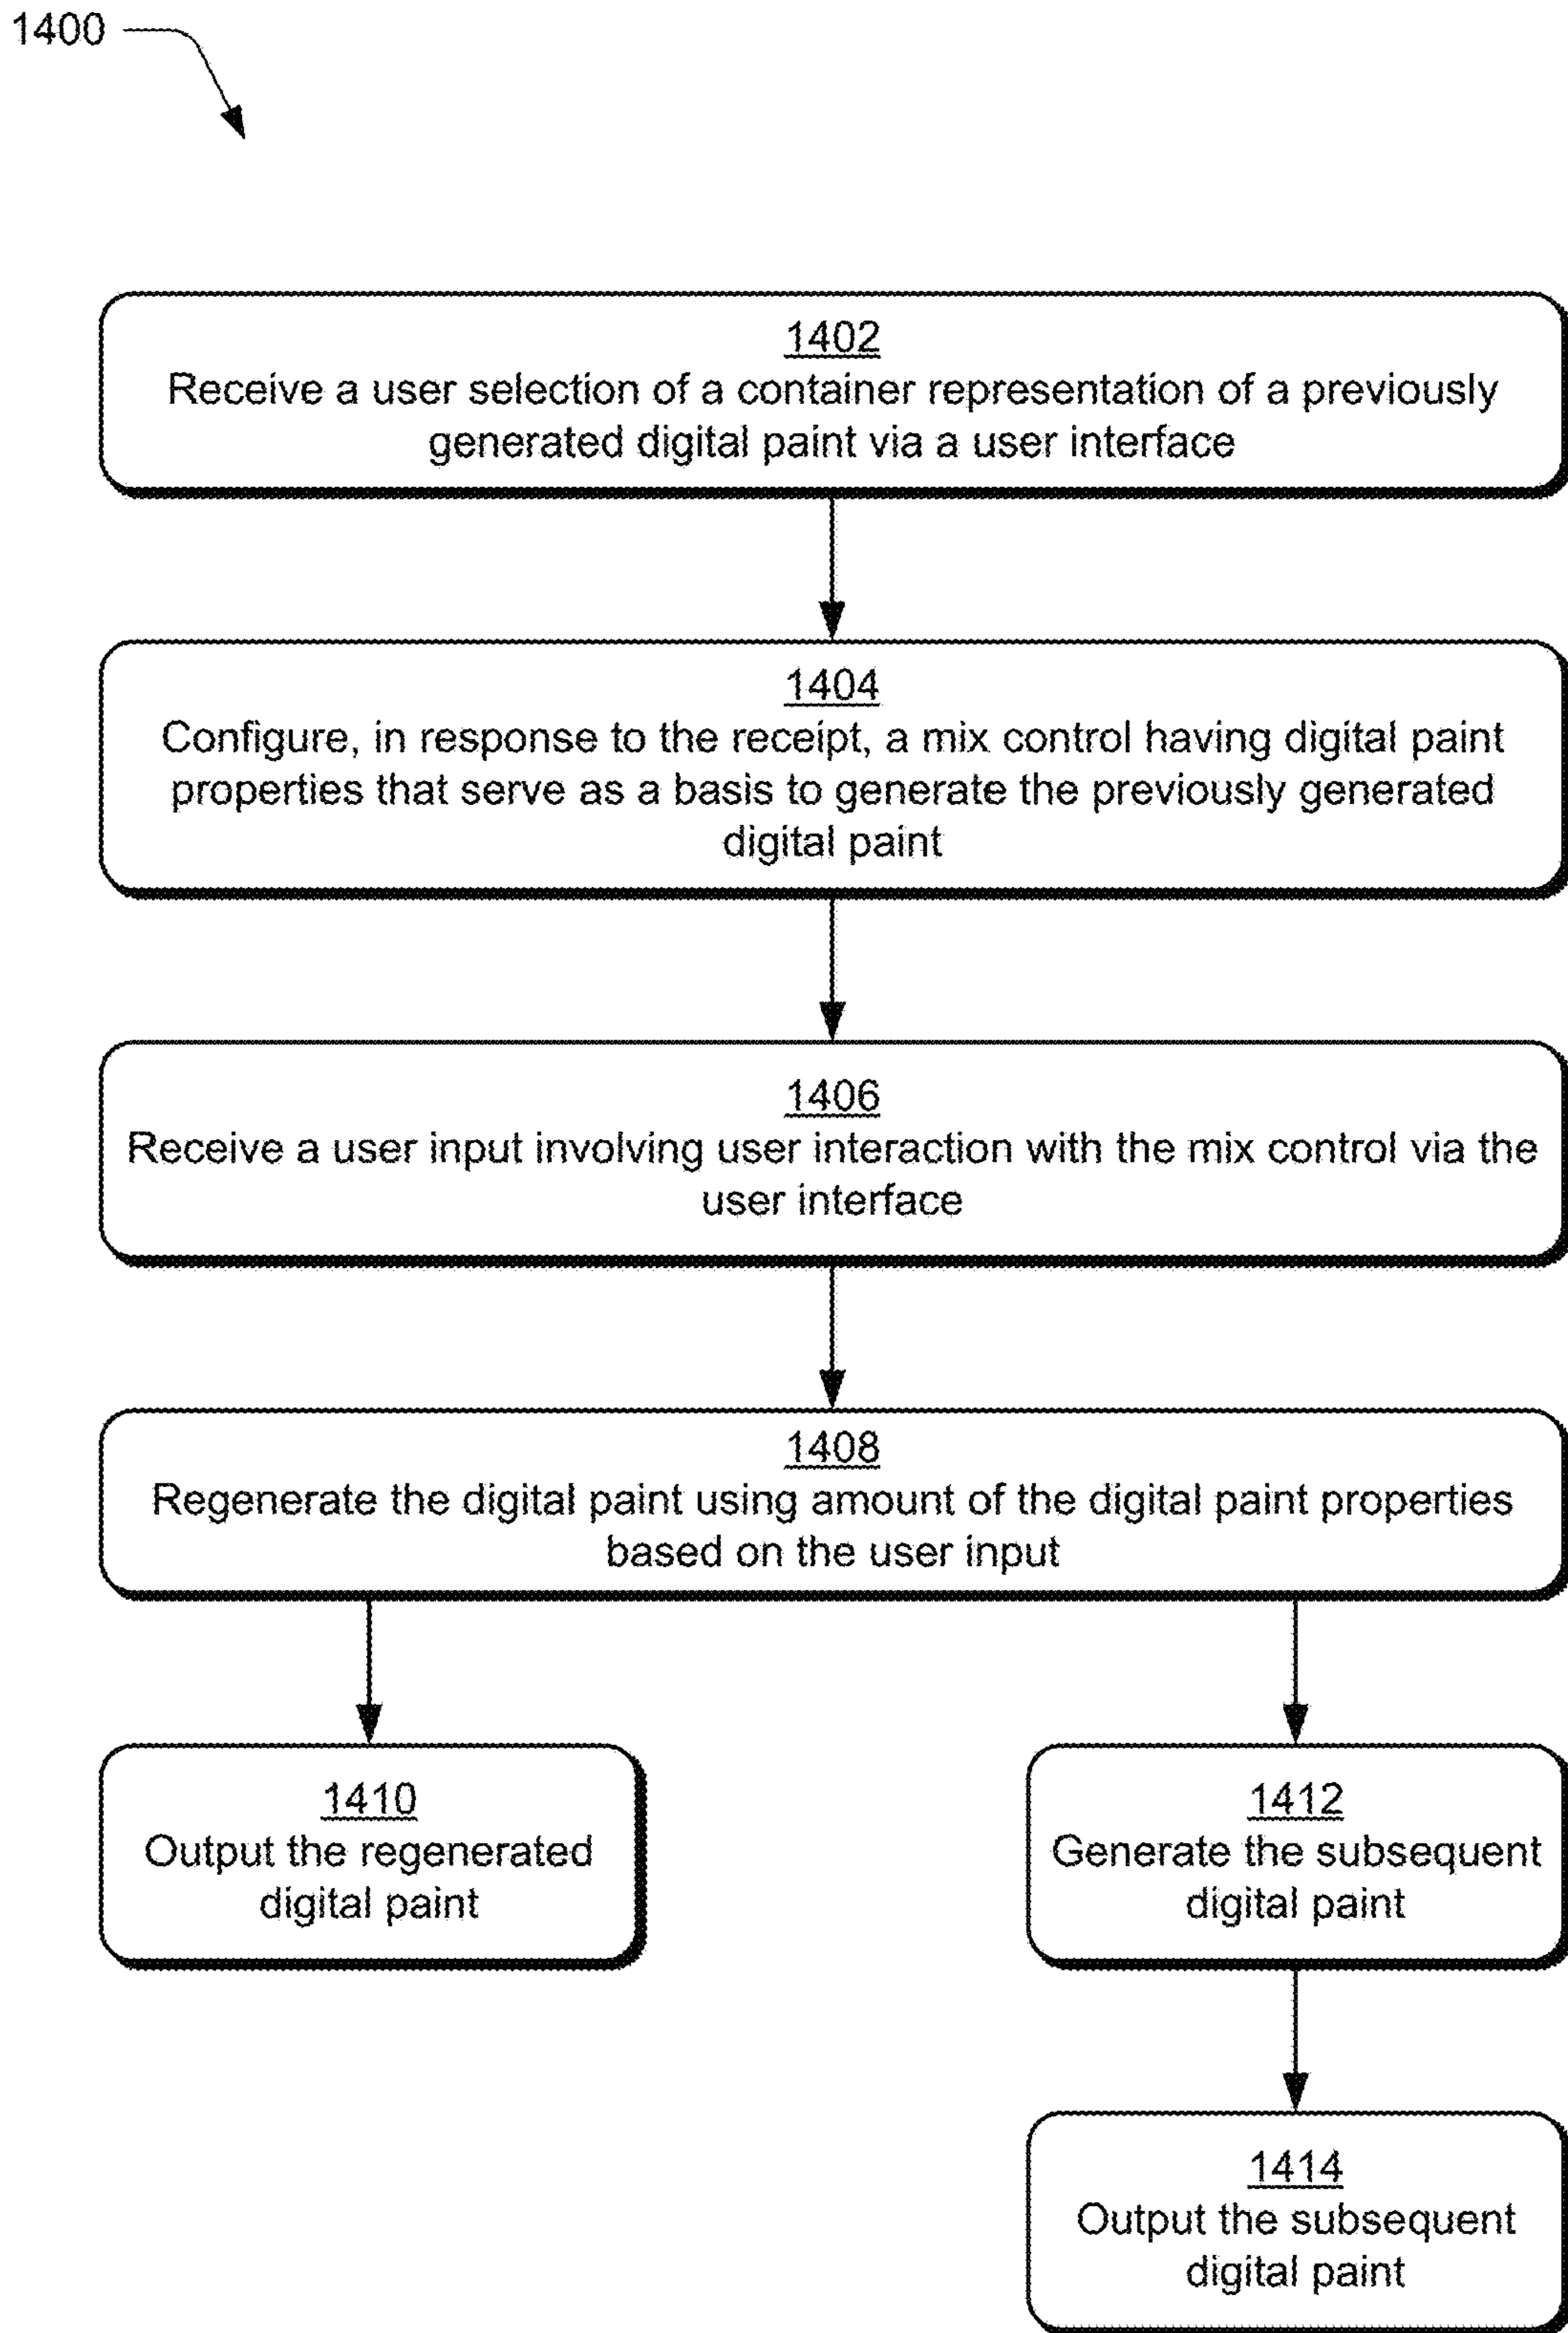 1400
1402
Receive a user selection of a container representation of a previously
generated digital paint via a user interface
1404
Configure, in response to the receipt, a mix control having digital paint
properties that serve as a basis to generate the previously generated
digital paint
1406
Receive a user input involving user interaction with the mix control via the
user interface
1408
Regenerate the digital paint using amount of the digital paint properties
based on the user input
1410
Output the regenerated
digital paint
1412
Generate the subsequent
digital paint
1414
Output the subsequent
digital paint